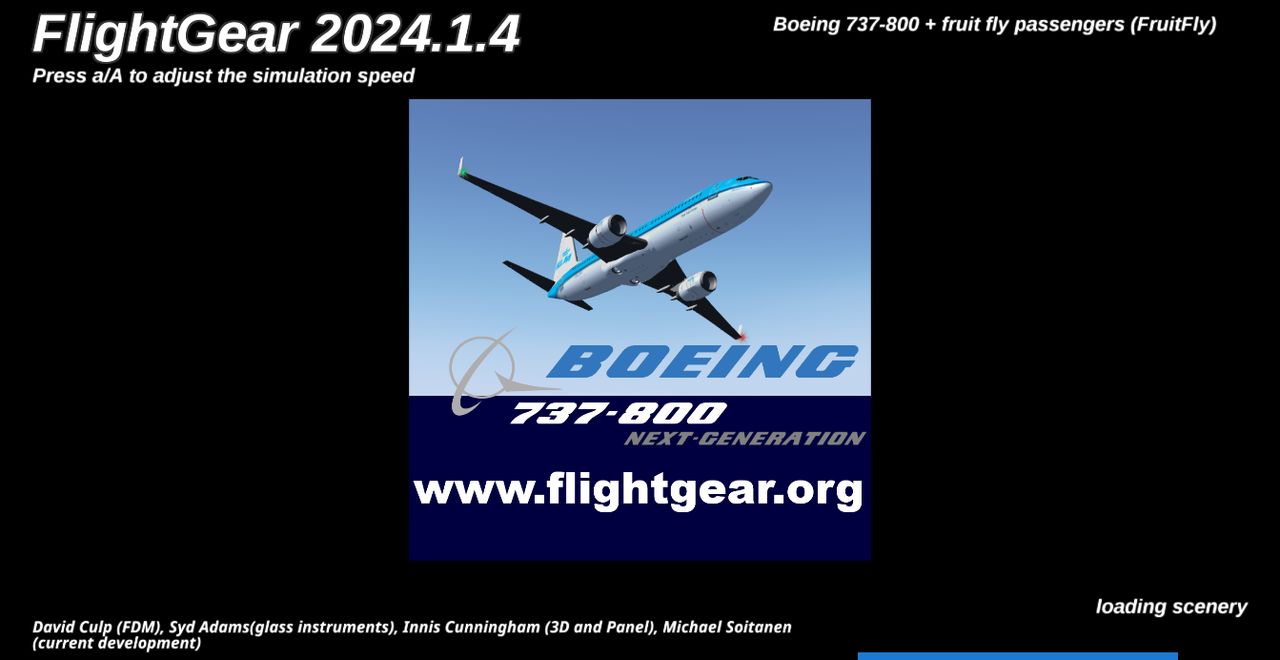 FlightGear 2024.1.4
Boeing 737-800 + fruit fly passengers (FruitFly)
Press a/A to adjust the simulation speed
BOEING
737-800
NEXT-GENERATION
www.flightgear.org
loading scenery
David Culp (FDM), Syd Adams(glass instruments), Innis Cunningham (3D and Panel), Michael Soitanen
(current development)